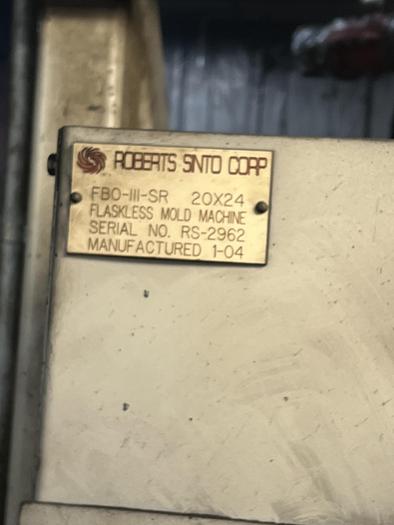 ROBERTS SINTO CORP
FBO-III-SR 20X24
FLASKLESS MOLD MACHINE
SERIAL NO. RS-2962
MANUFACTURED 1-04